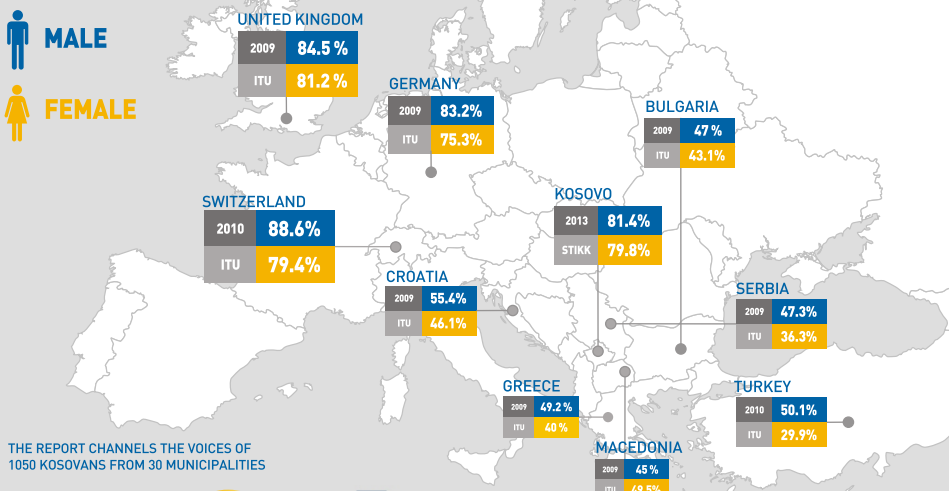 MALE
FEMALE
UNITED KINGDOM
2009 84.5 %
ITU 81.2 %
GERMANY
2009 83.2%
ITU 75.3%
BULGARIA
2009 47 %
ITU 43.1%
SWITZERLAND
2010 88.6%
ITU 79.4%
KOSOVO
2013 81.4%
STIKK 79.8%
CROATIA
2009 55.4%
ITU 46.1%
SERBIA
2009 47.3%
ITU 36.3%
GREECE
2009 49.2 %
ITU 40 %
TURKEY
2010 50.1%
ITU 29.9%
MACEDONIA
2009 45 %
ITU 49.5%
THE REPORT CHANNELS THE VOICES OF
1050 KOSOVANS FROM 30 MUNICIPALITIES